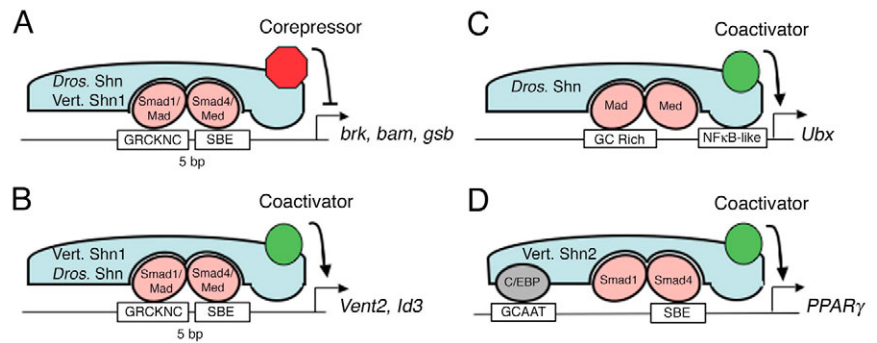 A
Corepressor
Dros. Shn
Vert. Shn1
Smad1/
Mad
Smad4/
Med
GRCKNC
SBE
5 bp
brk, bam, gsb
B
Coactivator
Vert. Shn1
Dros. Shn
Smad1/
Mad
Smad4/
Med
GRCKNC
SBE
5 bp
Vent2, Id3
C
Coactivator
Dros. Shn
Mad
Med
GC Rich
NFκB-like
Ubx
D
Coactivator
Vert. Shn2
C/EBP
Smad1
Smad4
GCAAT
SBE
PPARγ